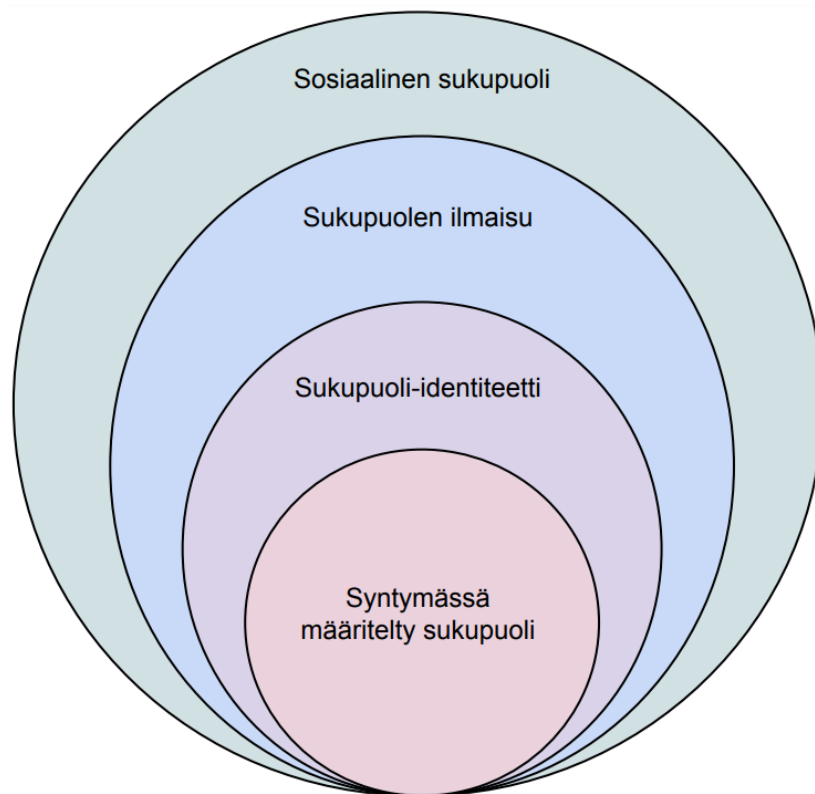 Sosiaalinen sukupuoli
Sukupuolen ilmaisu
Sukupuoli-identiteetti
Syntymässä
määritelty sukupuoli